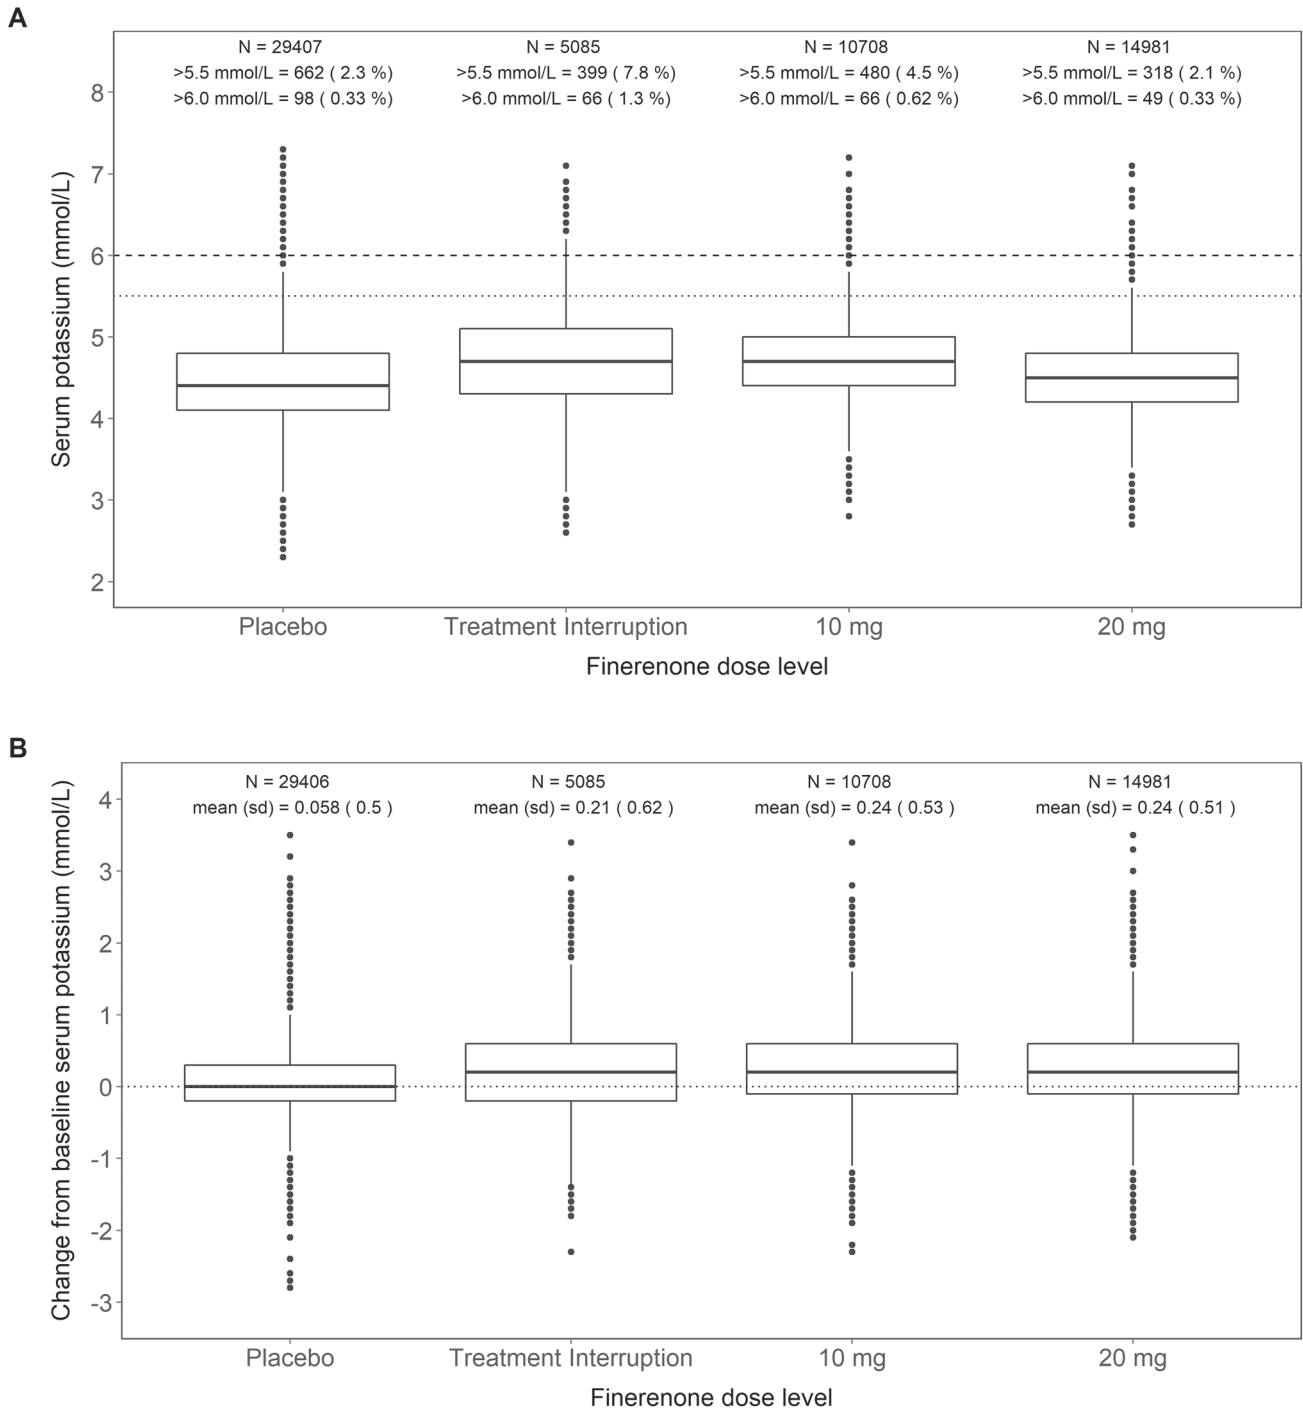 A
N = 29407 N = 5085 N = 10708 N = 14981
>5.5 mmol/L = 662 ( 2.3 %) >5.5 mmol/L = 399 ( 7.8 %) >5.5 mmol/L = 480 ( 4.5 %) >5.5 mmol/L = 318 ( 2.1 %)
>6.0 mmol/L = 98 ( 0.33 %) >6.0 mmol/L = 66 ( 1.3 %) >6.0 mmol/L = 66 ( 0.62 %) >6.0 mmol/L = 49 ( 0.33 %)
Serum potassium (mmol/L)
8
7
6
5
4
3
2
Placebo Treatment Interruption 10 mg 20 mg
Finerenone dose level
B
N = 29406 N = 5085 N = 10708 N = 14981
mean (sd) = 0.058 ( 0.5 ) mean (sd) = 0.21 ( 0.62 ) mean (sd) = 0.24 ( 0.53 ) mean (sd) = 0.24 ( 0.51 )
Change from baseline serum potassium (mmol/L)
4
3
2
1
0
-1
-2
-3
Placebo Treatment Interruption 10 mg 20 mg
Finerenone dose level